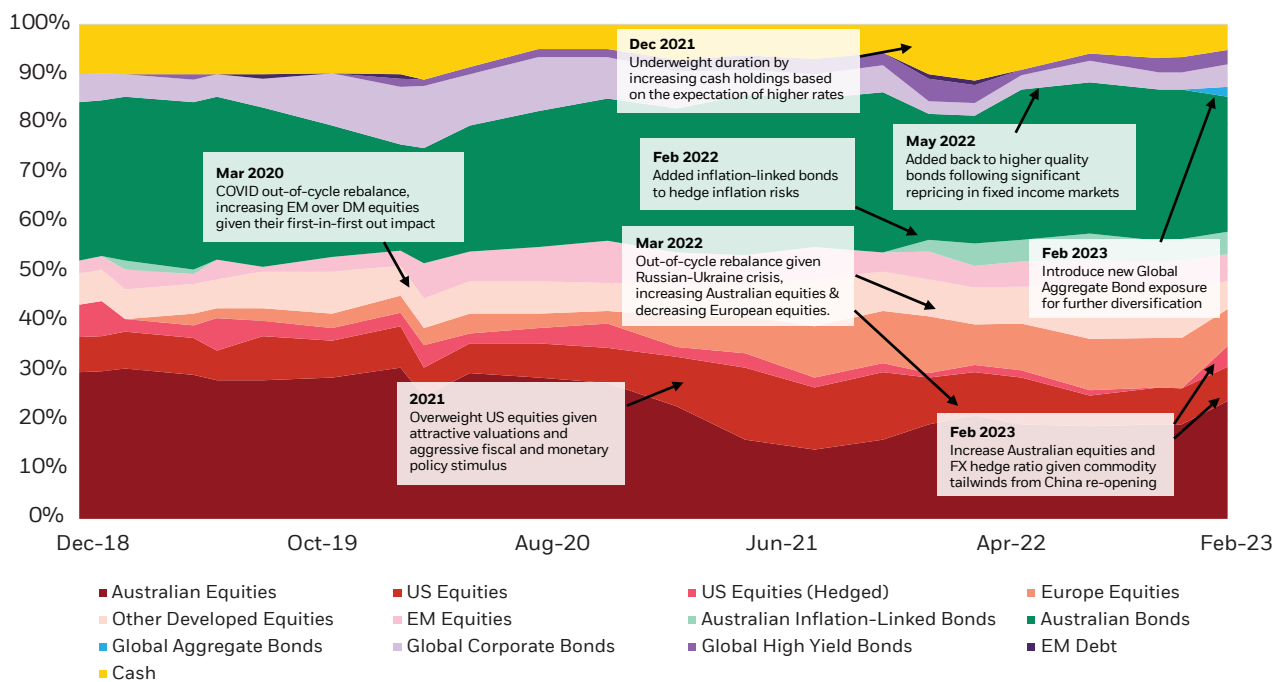 100%
90%
80%
70%
60%
50%
40%
30%
20%
10%
0%
Dec 2021
Underweight duration by
increasing cash holdings based
on the expectation of higher rates
May 2022
Added back to higher quality
bonds following significant
repricing in fixed income markets
Feb 2022
Added inflation-linked bonds
to hedge inflation risks
Mar 2020
COVID out-of-cycle rebalance,
increasing EM over DM equities
given their first-in-first out impact
Mar 2022
Out-of-cycle rebalance given
Russian-Ukraine crisis,
increasing Australian equities &
decreasing European equities.
Feb 2023
Introduce new Global
Aggregate Bond exposure
for further diversification
2021
Overweight US equities given
attractive valuations and
aggressive fiscal and monetary
policy stimulus
Feb 2023
Increase Australian equities and
FX hedge ratio given commodity
tailwinds from China re-opening
Dec-18 Oct-19 Aug-20 Jun-21 Apr-22 Feb-23
Australian Equities US Equities US Equities (Hedged) Europe Equities
Other Developed Equities EM Equities Australian Inflation-Linked Bonds Australian Bonds
Global Aggregate Bonds Global Corporate Bonds Global High Yield Bonds EM Debt
Cash